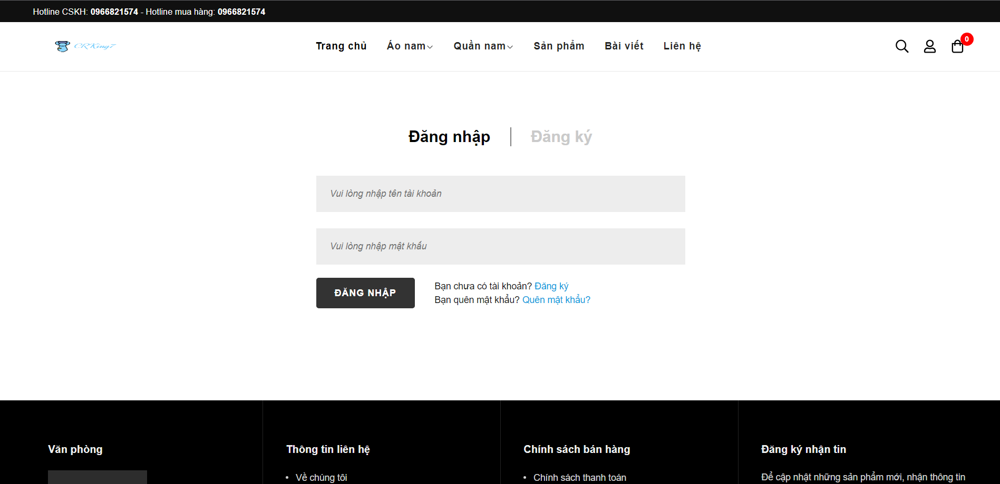 Hotline CSKH: 0966821574 - Hotline mua hàng: 0966821574
CRKing7
Trang chủ Áo nam Quần nam Sản phẩm Bài viết Liên hệ
0
Đăng nhập Đăng ký
Vui lòng nhập tên tài khoản
Vui lòng nhập mật khấu
ĐĂNG NHẬP
Bạn chưa có tài khoản? Đăng ký
Bạn quên mật khẩu? Quên mật khẩu?
Văn phòng
Thông tin liên hệ
• Về chúng tôi
Chính sách bán hàng
• Chính sách thanh toán
Đăng ký nhận tin
Để cập nhật những sản phẩm mới, nhận thông tin